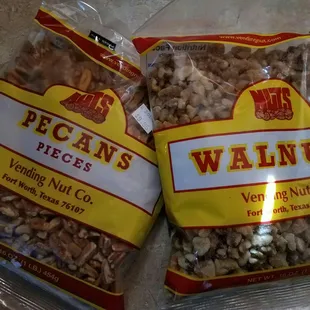 NUTS
PECANS
PIECES
Vending Nut Co.
Fort Worth, Texas 76107
NUTS
WALNU
Vending Nut
Fort Worth, Texas